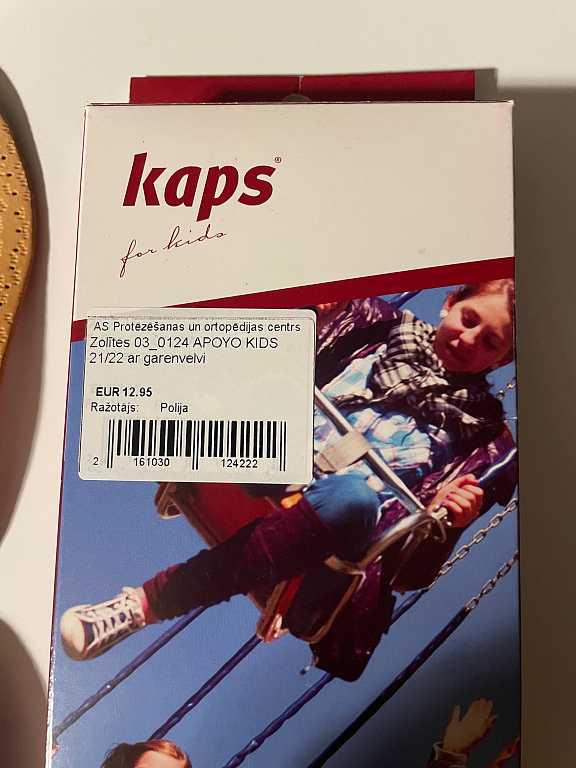 kaps®
for kids
AS Protezēšanas un ortopēdijas centrs
Zolītes 03_0124 APOYO KIDS
21/22 ar garenvelvi
EUR 12.95
Ražotājs: Polija
2 161030 124222